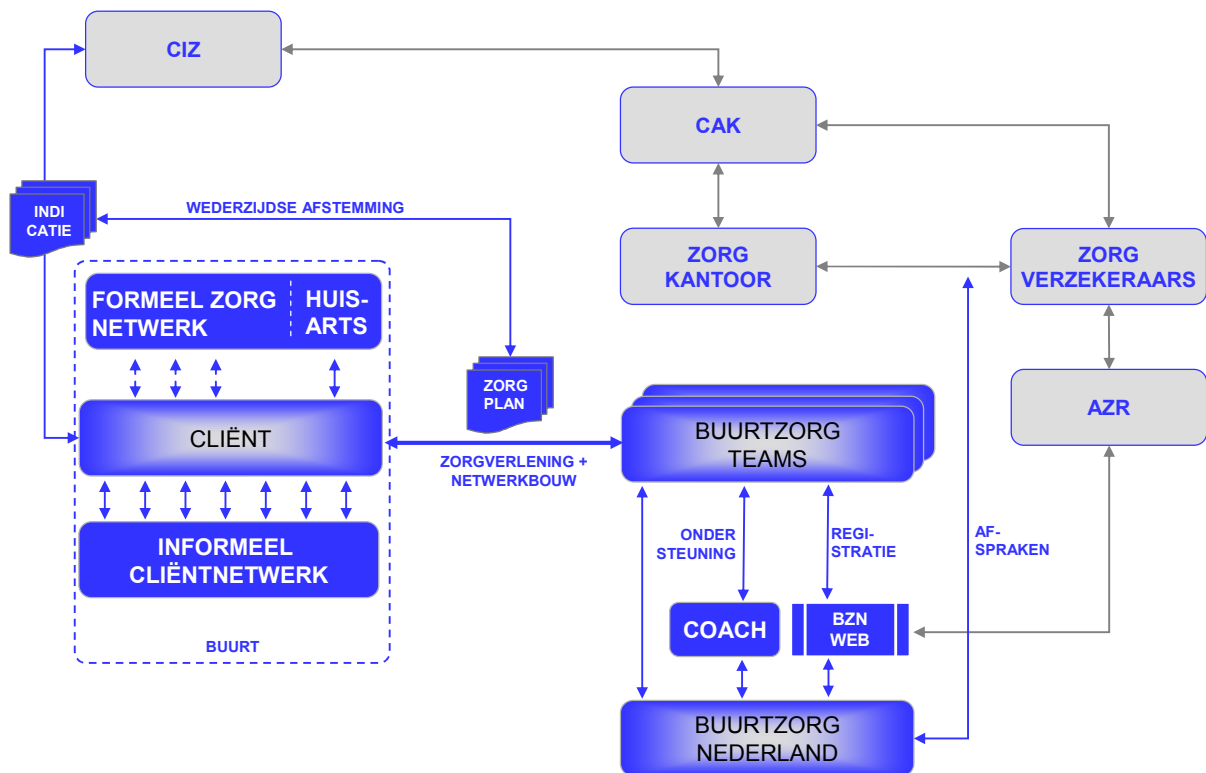 CIZ
CAK
INDI
CATIE
WEDERZIJDSE AFSTEMMING
ZORG
KANTOOR
ZORG
VERZEKERAARS
FORMEEL ZORG
NETWERK
HUIS-
ARTS
ZORG
PLAN
AZR
CLIËNT
BUURTZORG
TEAMS
ZORGVERLENING +
NETWERKBOUW
INFORMEEL
CLIËNTNETWERK
ONDER
STEUNING
REGI-
STRATIE
AF-
SPRAKEN
COACH
BZN
WEB
BUURT
BUURTZORG
NEDERLAND